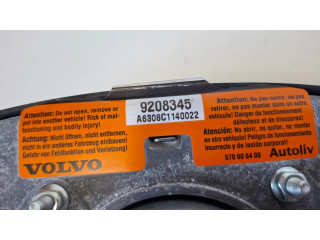 Attention: Do not open, remove or
put into another vehicle! Risk of mal-
functioning and bodily injury!
Achtung: Nicht öffnen, nicht entfernen,
nicht in ein anderes Fahrzeug einbauen!
Gefahr von Fehlfunktion und Verletzung!
VOLVO
9208345
A6308C1140022
Attention: Ne pas ouvrir, ne pas
retirer, ne pas monter dans un autre
véhicule! Danger de fonctionnement
défectueux et de blessures!
Atención: No abrir, no quitar, no montar
en otro vehículo! Peligro de funcionamiento
incorrecto y de lesión corporal!
570 66 64 00 Autoliv